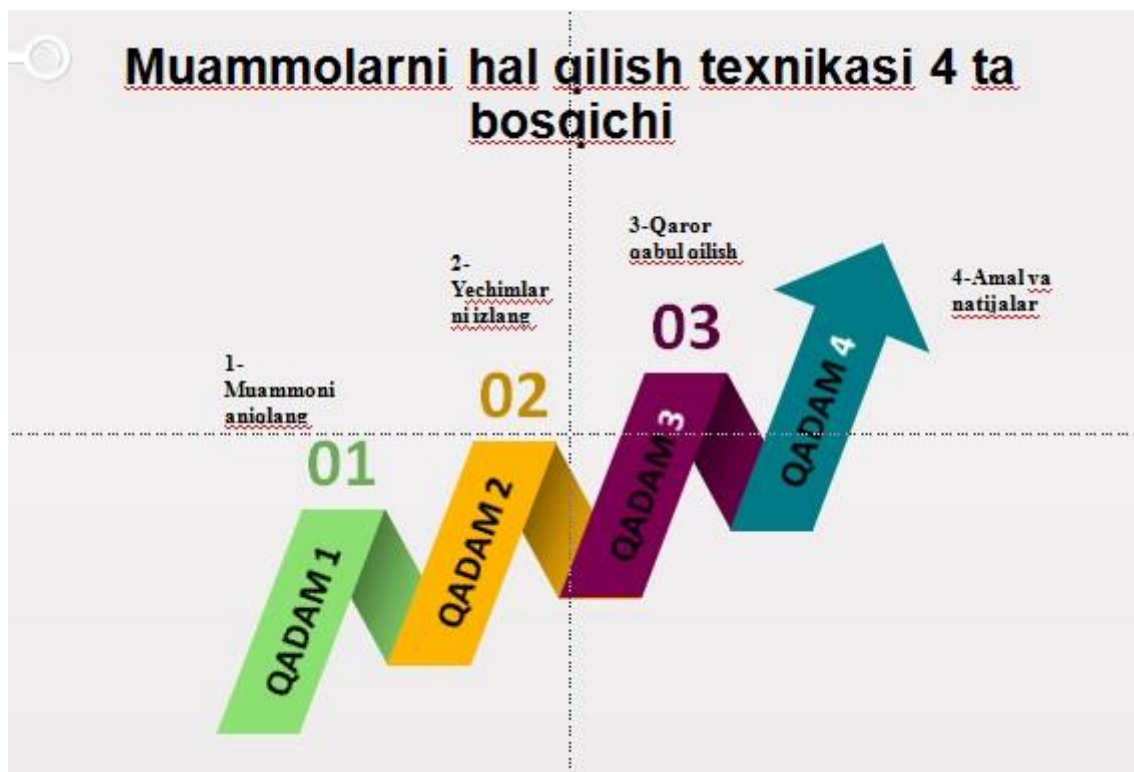 Muammolarni hal qilish texnikasi 4 ta
bosqichi
1-
Muammoni
aniqlang
01
QADAM 1
2-
Yechimlar
ni izlang
02
QADAM 2
3-Qaror
qabul qilish
03
QADAM 3
4-Amal va
natijalar
QADAM 4